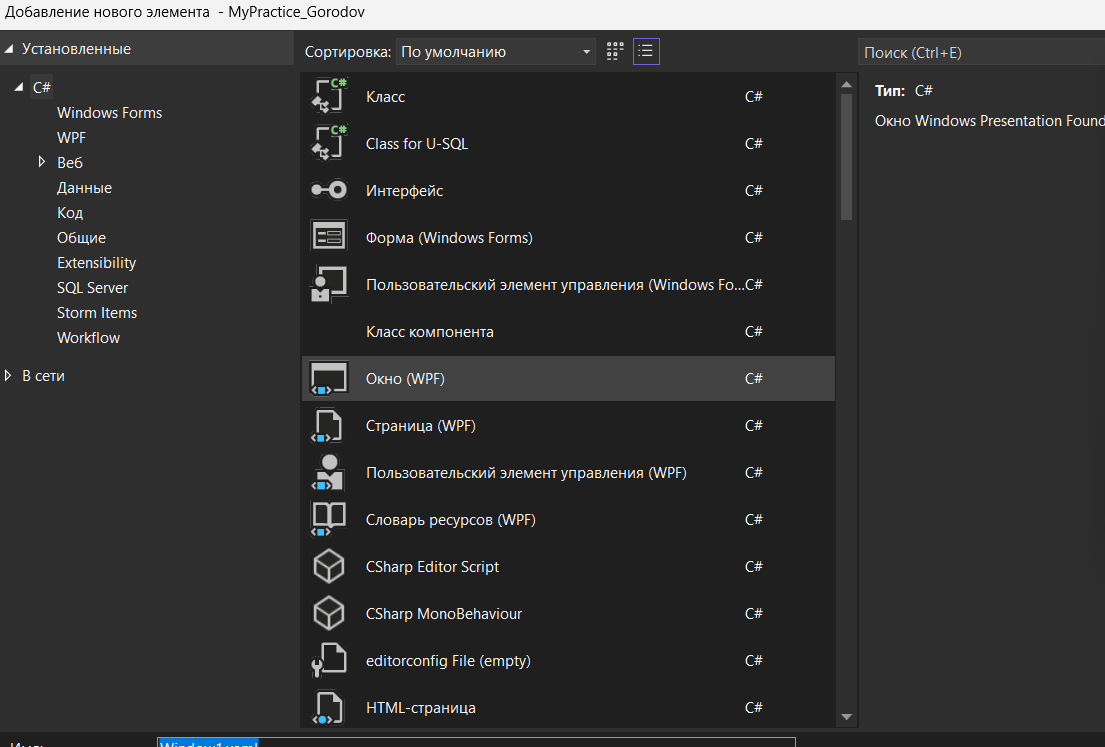 Добавление нового элемента - MyPractice_Gorodov
Установленные
C#
Windows Forms
WPF
Веб
Данные
Код
Общие
Extensibility
SQL Server
Storm Items
Workflow
В сети
Сортировка: По умолчанию
Класс C#
Class for U-SQL C#
Интерфейс C#
Форма (Windows Forms) C#
Пользовательский элемент управления (Windows Fo... C#
Класс компонента C#
Окно (WPF) C#
Страница (WPF) C#
Пользовательский элемент управления (WPF) C#
Словарь ресурсов (WPF) C#
CSharp Editor Script C#
CSharp MonoBehaviour C#
editorconfig File (empty) C#
HTML-страница C#
Поиск (Ctrl+E)
Тип: C#
Окно Windows Presentation Found
Имя:
Window1.xaml